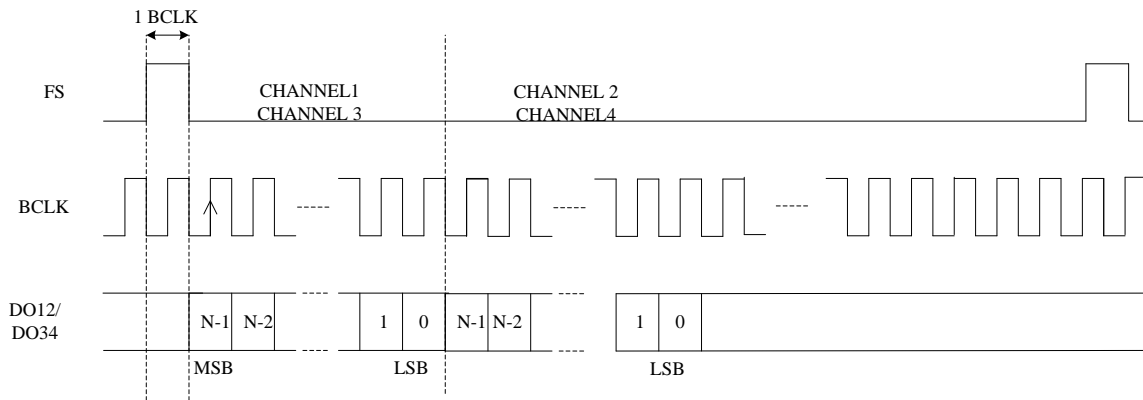 1 BCLK
FS
CHANNEL1
CHANNEL 3
CHANNEL 2
CHANNEL4
BCLK
DO12/
DO34
N-1 N-2 1 0 N-1 N-2 1 0
MSB LSB LSB